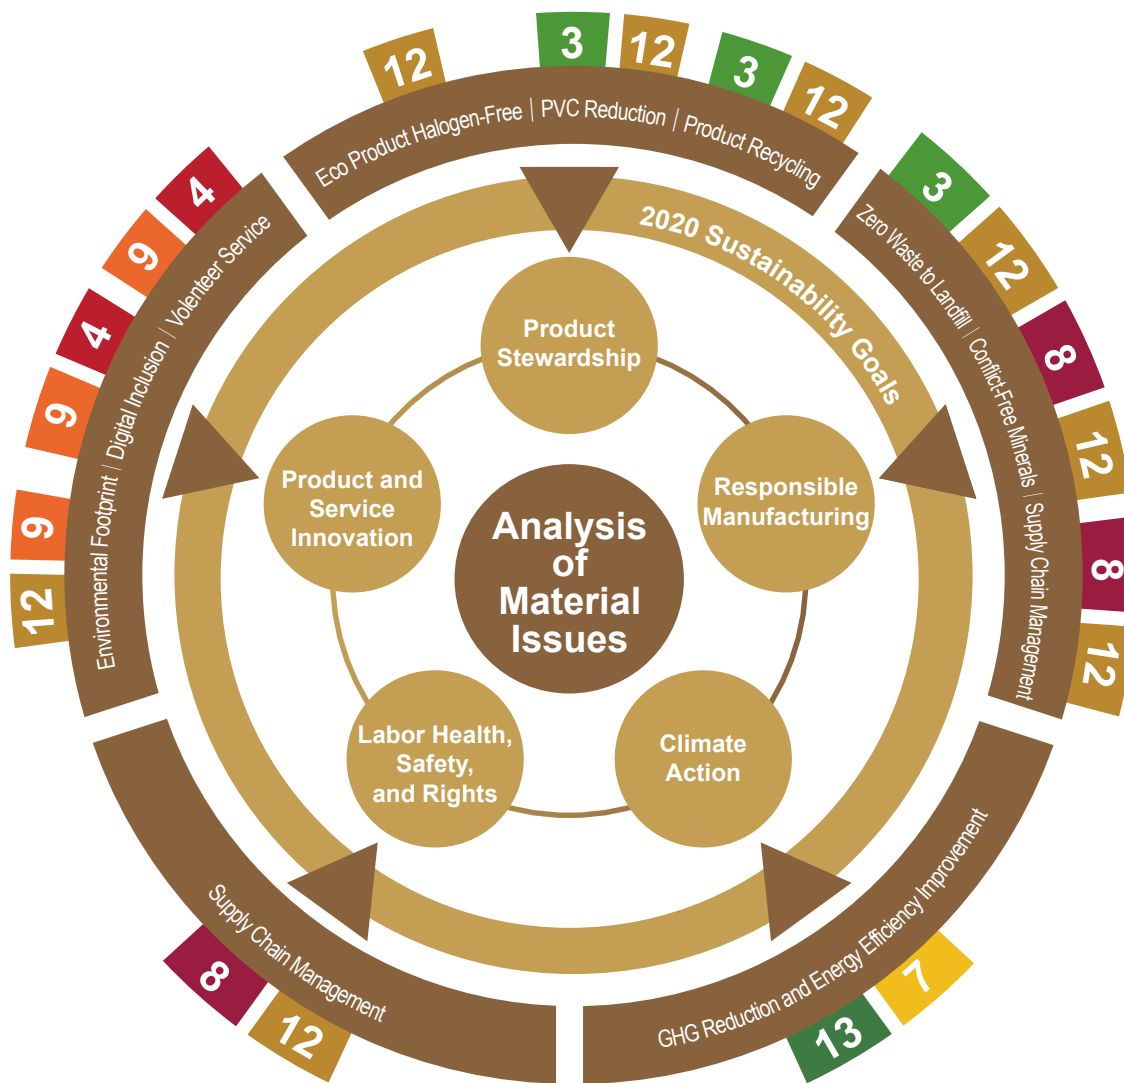 12
3
12
3
12
Eco Product Halogen-Free | PVC Reduction | Product Recycling
3
12
8
12
8
12
Zero Waste to Landfill | Conflict-Free Minerals | Supply Chain Management
7
13
GHG Reduction and Energy Efficiency Improvement
8
12
Supply Chain Management
12
9
9
4
9
4
Environmental Footprint | Digital Inclusion | Volenteer Service
2020 Sustainability Goals
Product
Stewardship
Responsible
Manufacturing
Climate
Action
Labor Health,
Safety,
and Rights
Product and
Service
Innovation
Analysis
of
Material
Issues